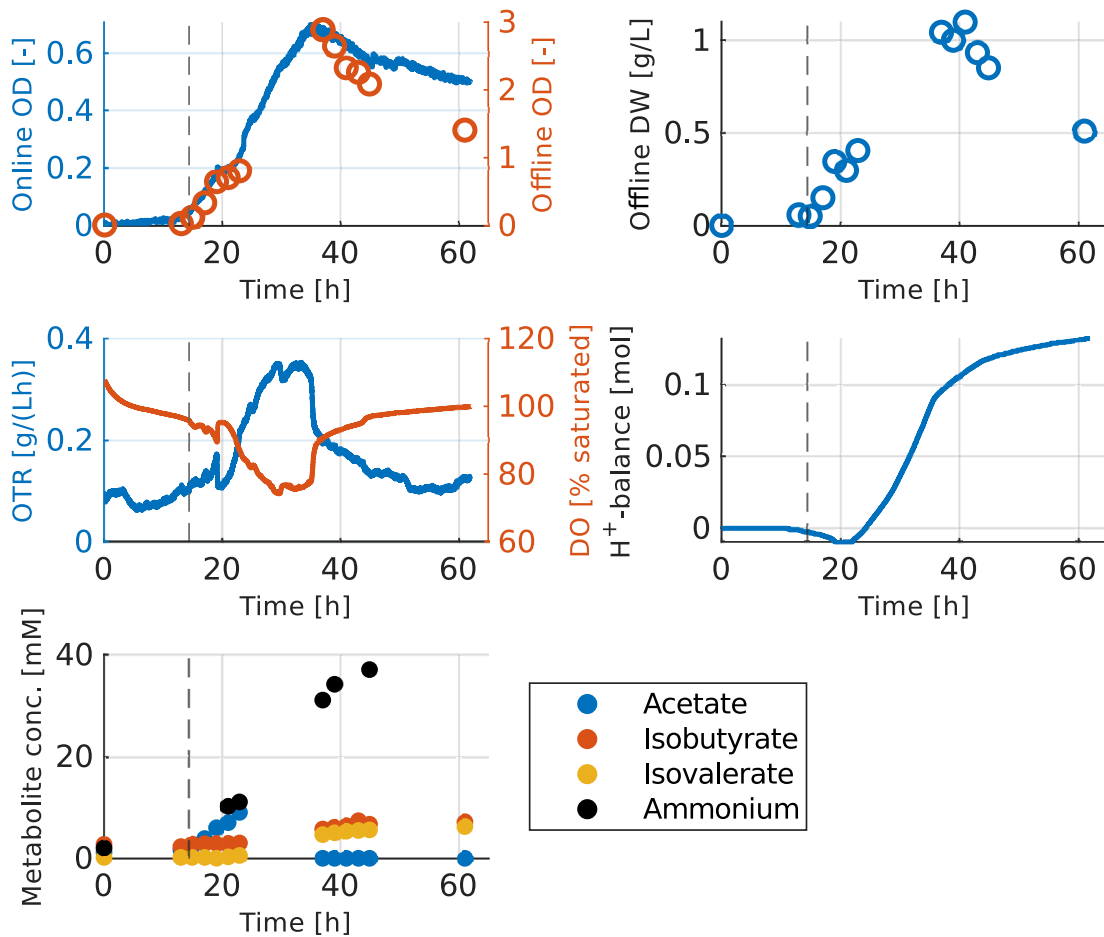 Online OD [-]
0.6
0.4
0.2
0
3
2
1
0
Offline OD [-]
0 20 40 60
Time [h]
Offline DW [g/L]
1
0.5
0
0 20 40 60
Time [h]
OTR [g/(Lh)]
0.4
0.2
0
120
100
80
60
DO [% saturated]
0 20 40 60
Time [h]
H⁺-balance [mol]
0.1
0.05
0
0 20 40 60
Time [h]
Metabolite conc. [mM]
40
20
0
0 20 40 60
Time [h]
Acetate
Isobutyrate
Isovalerate
Ammonium